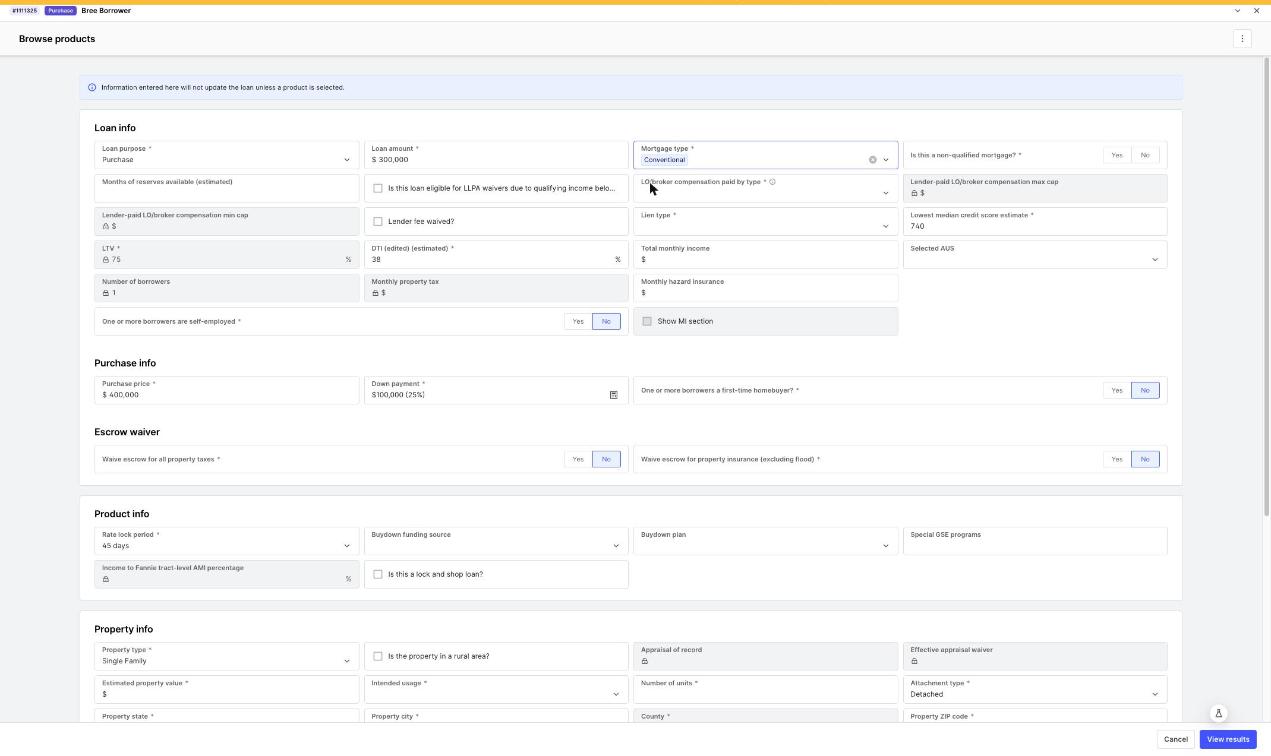 #1111325 Purchase Bree Borrower
Browse products
Information entered here will not update the loan unless a product is selected.
Loan info
Loan purpose *
Purchase
Loan amount *
$ 300,000
Mortgage type *
Conventional
Is this a non-qualified mortgage? * Yes No
Months of reserves available (estimated)
Is this loan eligible for LLPA waivers due to qualifying income belo...
LO/broker compensation paid by type *
Lender-paid LO/broker compensation max cap
$
Lender-paid LO/broker compensation min cap
$
Lender fee waived?
Lien type *
Lowest median credit score estimate *
740
LTV *
75 %
DTI (edited) (estimated) *
38 %
Total monthly income
$
Selected AUS
Number of borrowers
1
Monthly property tax
$
Monthly hazard insurance
$
One or more borrowers are self-employed * Yes No
Show MI section
Purchase info
Purchase price *
$ 400,000
Down payment *
$100,000 (25%)
One or more borrowers a first-time homebuyer? * Yes No
Escrow waiver
Waive escrow for all property taxes * Yes No
Waive escrow for property insurance (excluding flood) * Yes No
Product info
Rate lock period *
45 days
Buydown funding source
Buydown plan
Special GSE programs
Income to Fannie tract-level AMI percentage
%
Is this a lock and shop loan?
Property info
Property type *
Single Family
Is the property in a rural area?
Appraisal of record
Effective appraisal waiver
Estimated property value *
$
Intended usage *
Number of units *
Attachment type *
Detached
Property state *
Property city *
County *
Property ZIP code *
Cancel
View results